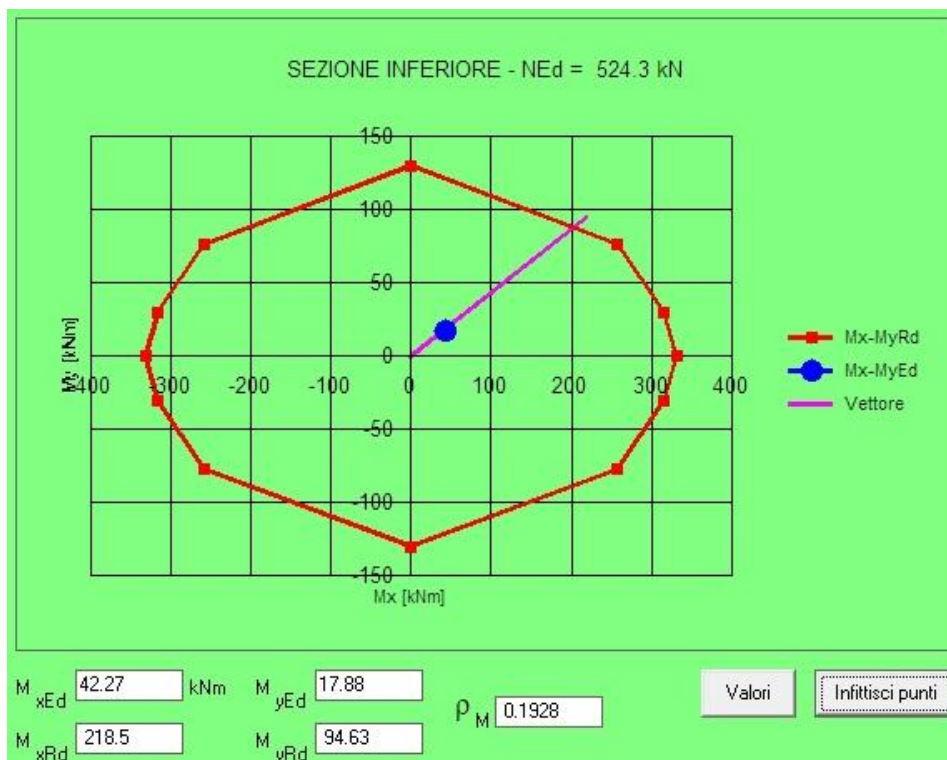 SEZIONE INFERIORE - NEd = 524.3 kN
150
100
50
0
-50
-100
-150
400 -300 -200 -100 0 100 200 300 400
My [kNm]
Mx [kNm]
Mx-MyRd
Mx-MyEd
Vettore
M xEd 42.27 kNm M yEd 17.88
ρ M 0.1928
M xRd 218.5 M yRd 94.63
Valori
Infittisci punti